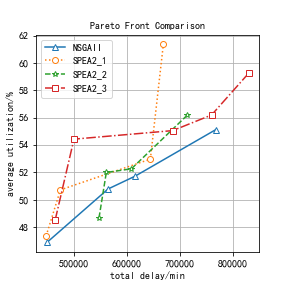 Pareto Front Comparison
62
60
58
56
54
52
50
48
average utilization/%
NSGAII
SPEA2_1
SPEA2_2
SPEA2_3
500000 600000 700000 800000
total delay/min